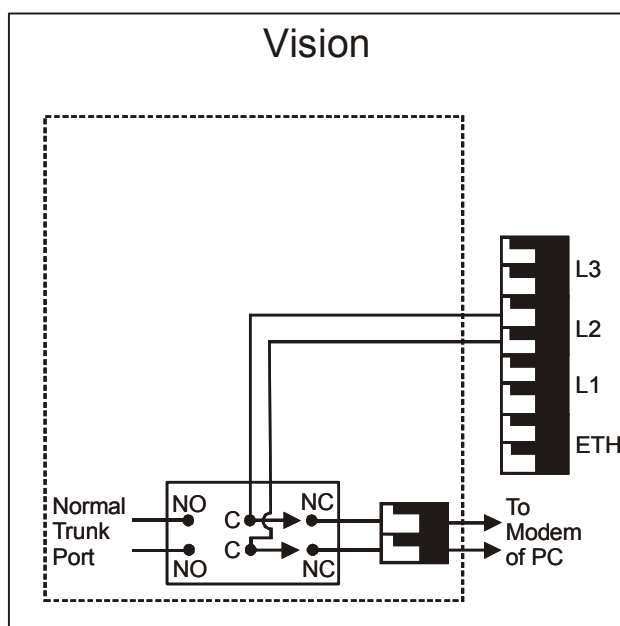 Vision
L3
L2
L1
ETH
Normal
Trunk
Port
NO
C
NC
NO
C
NC
To
Modem
of PC